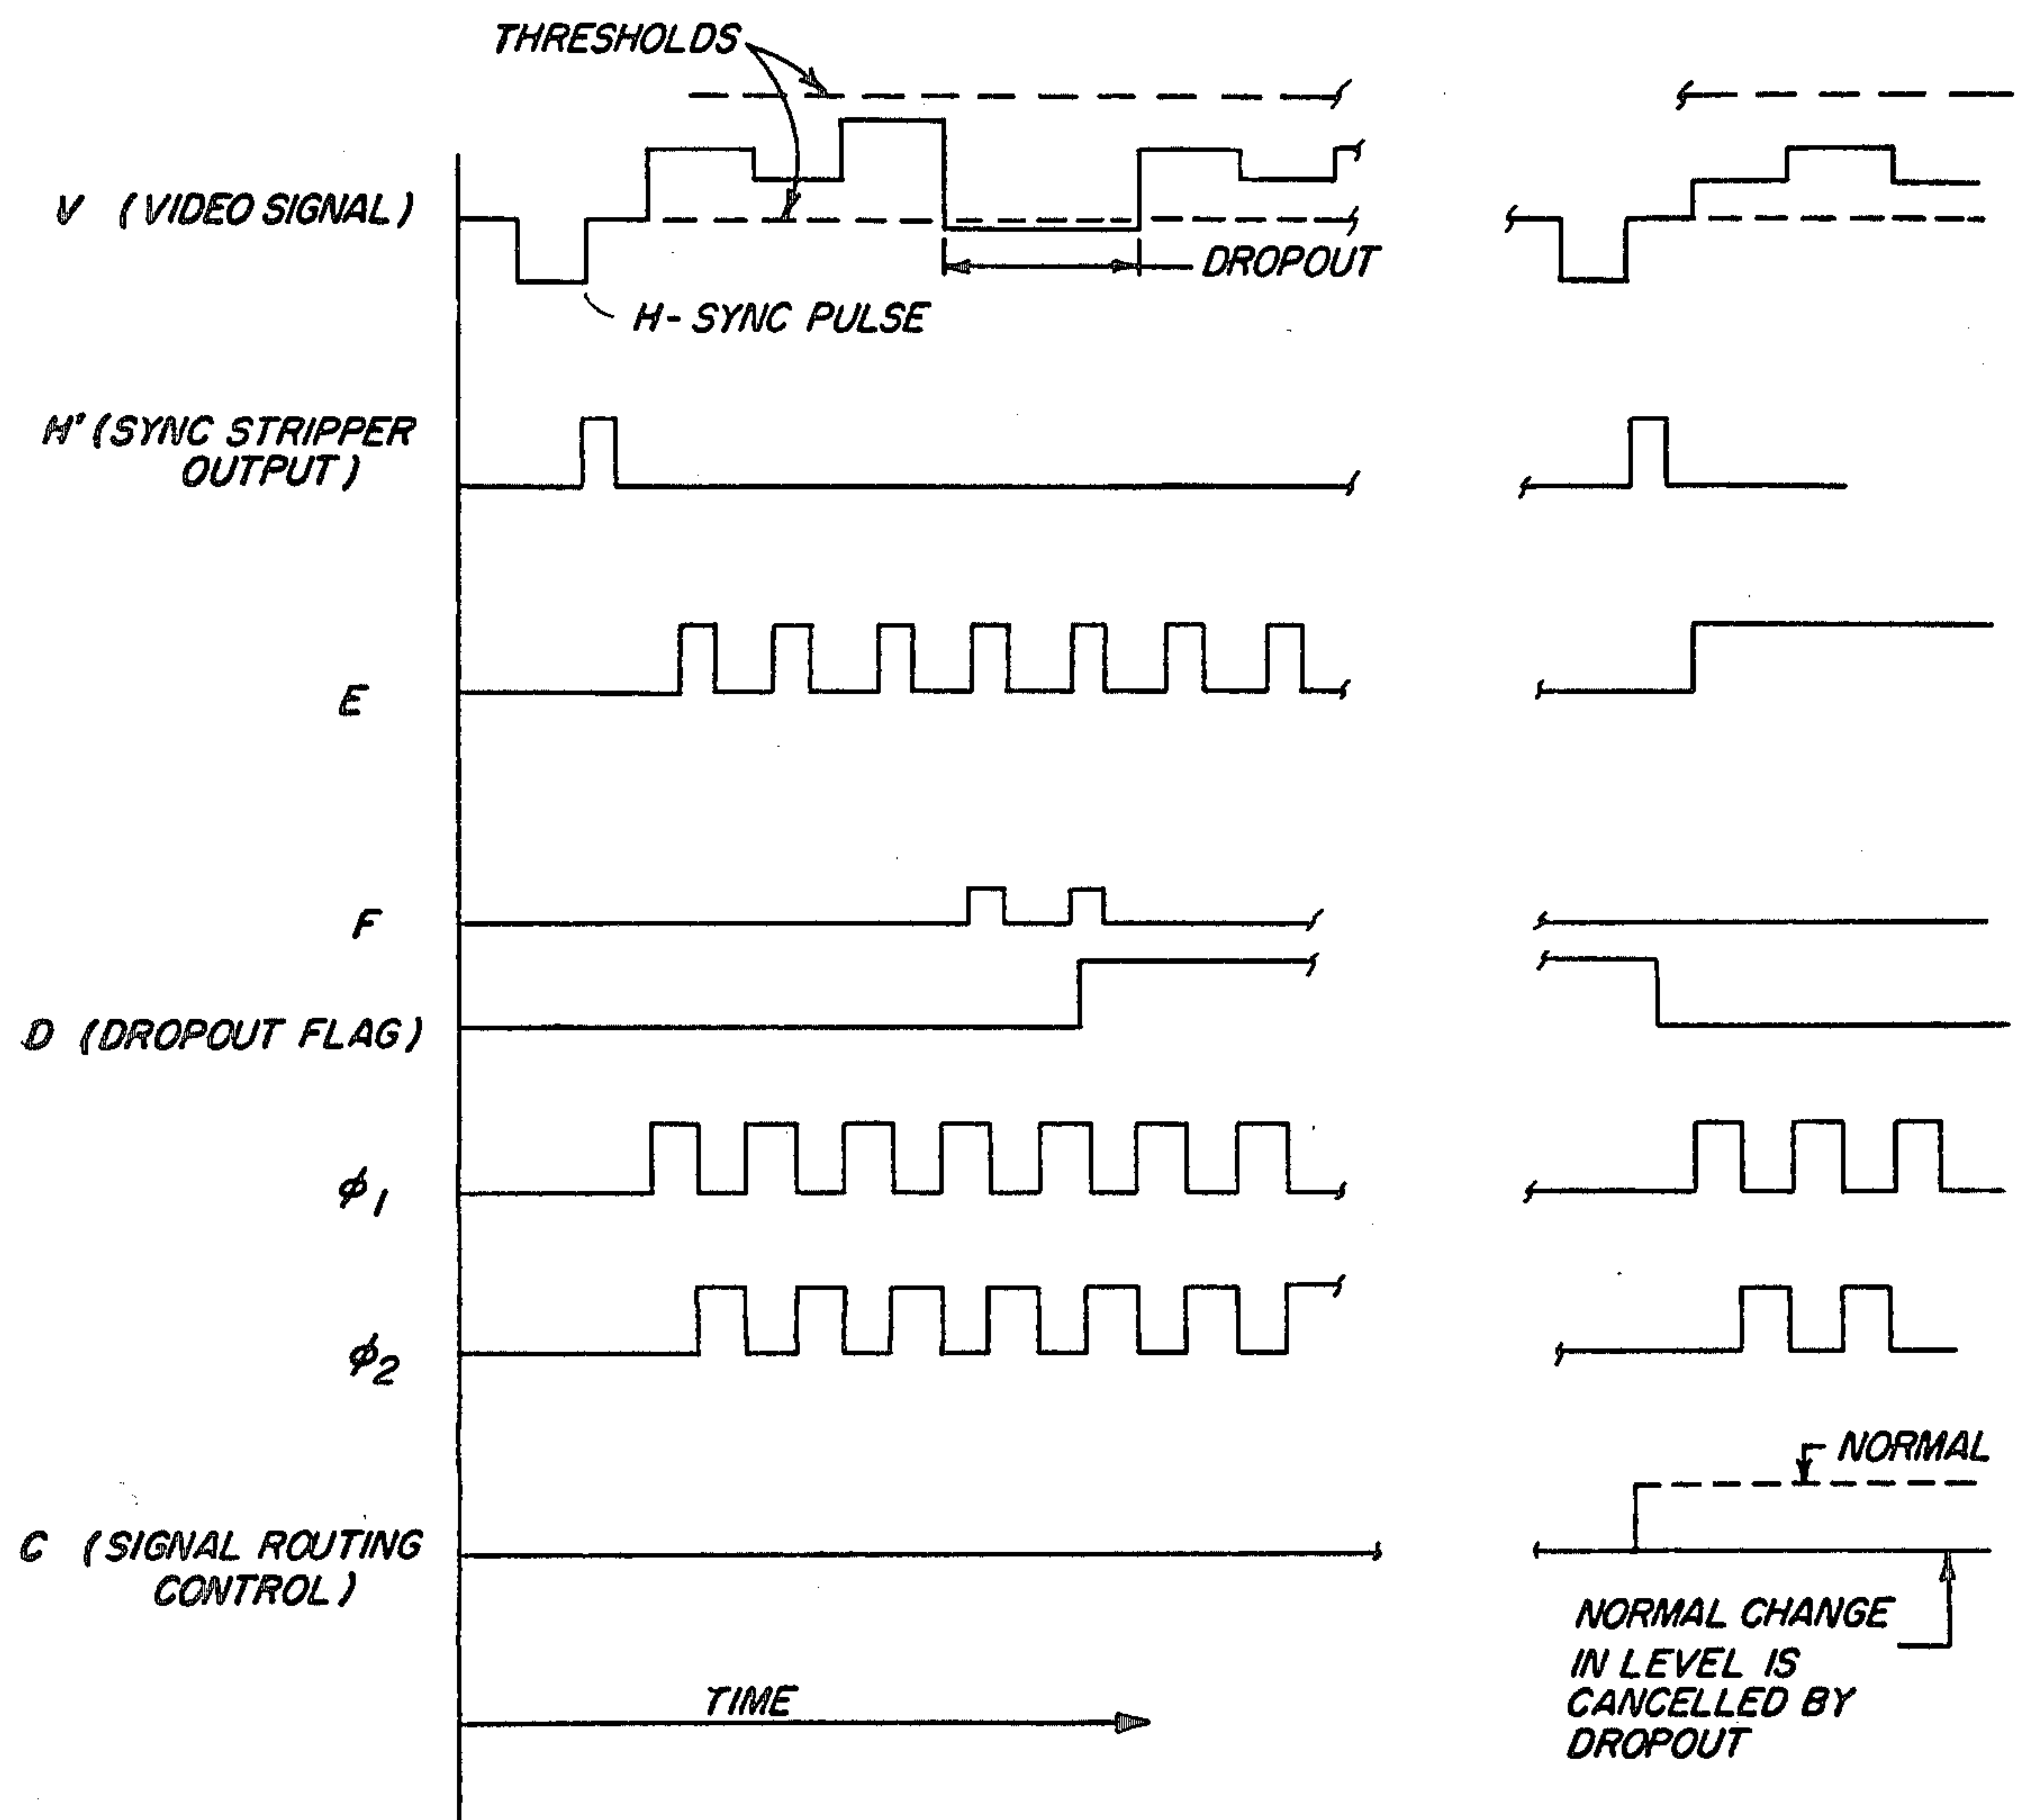 THRESHOLDS
V (VIDEO SIGNAL)
DROPOUT
H-SYNC PULSE
H' (SYNC STRIPPER
OUTPUT)
E
F
D (DROPOUT FLAG)
ϕ1
ϕ2
NORMAL
C (SIGNAL ROUTING
CONTROL)
NORMAL CHANGE
IN LEVEL IS
CANCELLED BY
DROPOUT
TIME